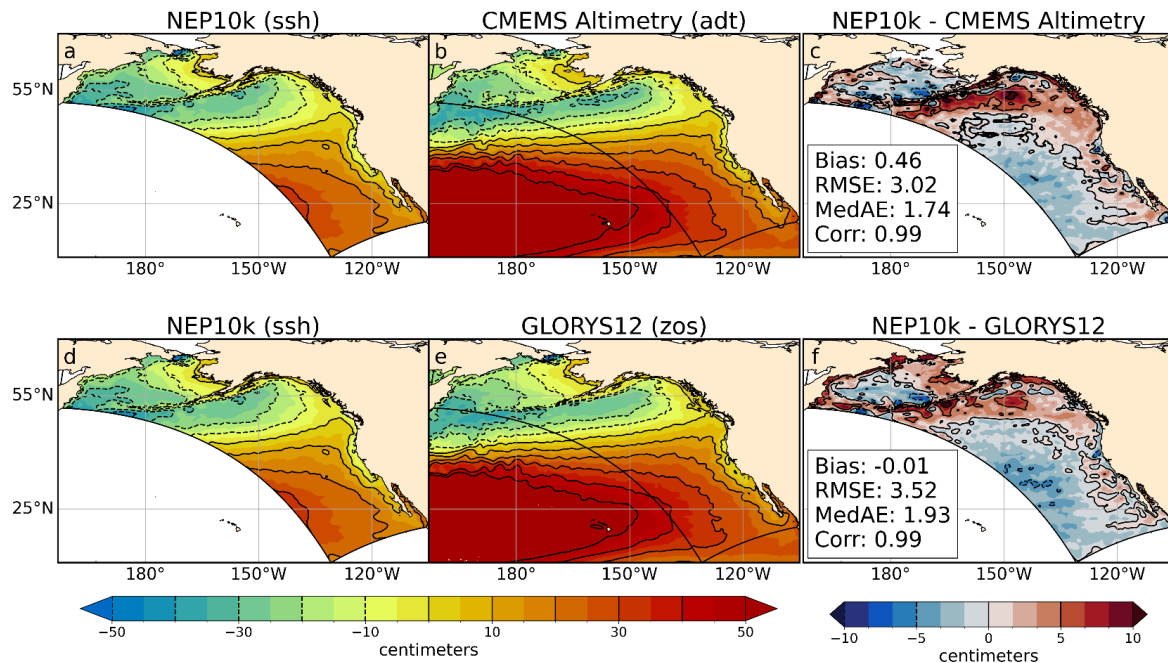 NEP10k (ssh)
CMEMS Altimetry (adt)
NEP10k - CMEMS Altimetry
a
b
c
55°N
25°N
Bias: 0.46
RMSE: 3.02
MedAE: 1.74
Corr: 0.99
180° 150°W 120°W
180° 150°W 120°W
180° 150°W 120°W
NEP10k (ssh)
GLORYS12 (zos)
NEP10k - GLORYS12
d
e
f
55°N
25°N
Bias: -0.01
RMSE: 3.52
MedAE: 1.93
Corr: 0.99
180° 150°W 120°W
180° 150°W 120°W
180° 150°W 120°W
−50 −30 −10 10 30 50
centimeters
−10 −5 0 5 10
centimeters